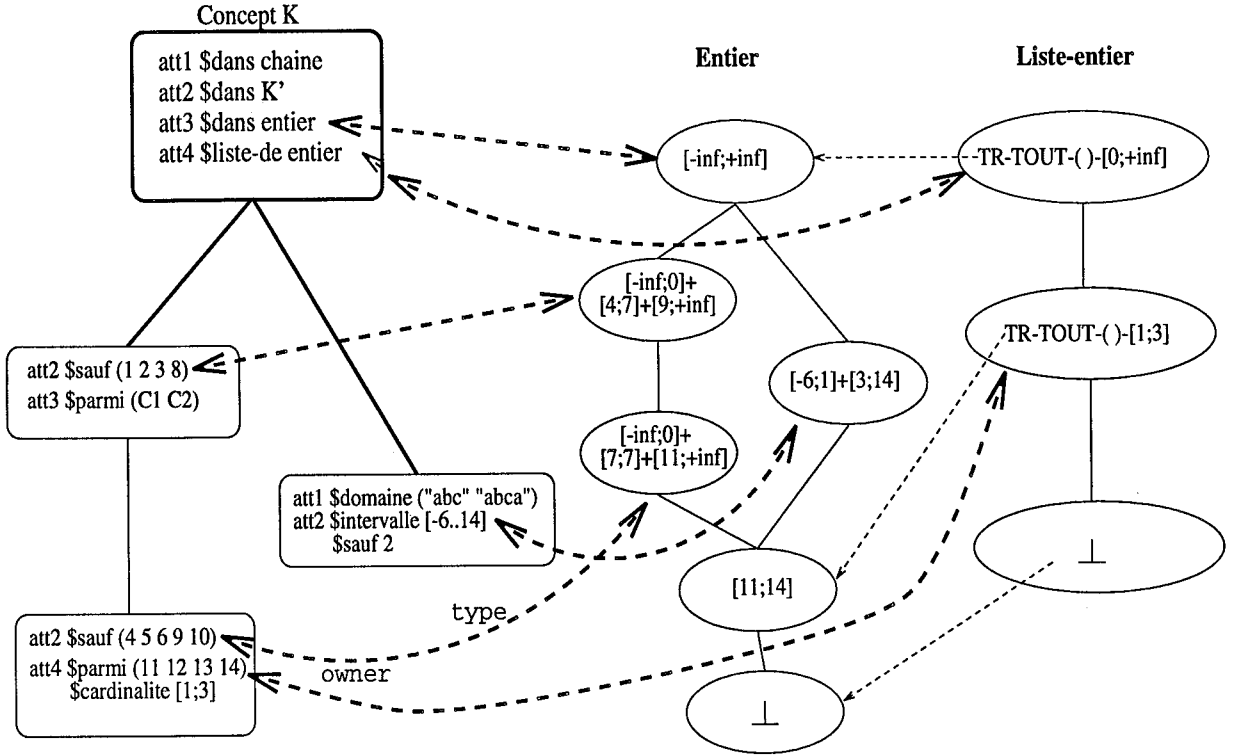 Concept K
att1 $dans chaine
att2 $dans K'
att3 $dans entier
att4 $liste-de entier
att2 $sauf (1 2 3 8)
att3 $parmi (C1 C2)
att1 $domaine ("abc" "abca")
att2 $intervalle [-6..14]
$sauf 2
att2 $sauf (4 5 6 9 10)
att4 $parmi (11 12 13 14)
$cardinalite [1;3]
type
owner
Entier
[-inf;+inf]
[-inf;0]+
[4;7]+[9;+inf]
[-6;1]+[3;14]
[-inf;0]+
[7;7]+[11;+inf]
[11;14]
⊥
Liste-entier
TR-TOUT-( )-[0;+inf]
TR-TOUT-( )-[1;3]
⊥